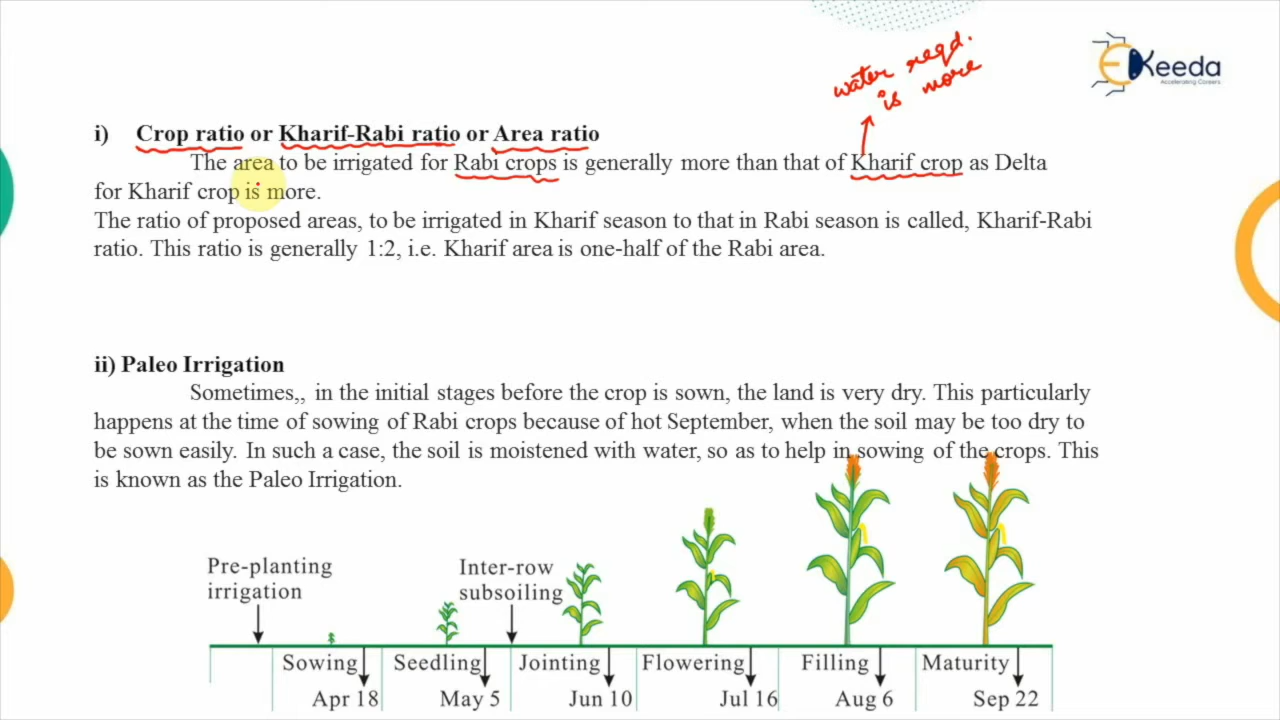 water reqd.
is more
EKeeda
Accelerating Careers
i) Crop ratio or Kharif-Rabi ratio or Area ratio
The area to be irrigated for Rabi crops is generally more than that of Kharif crop as Delta
for Kharif crop is more.
The ratio of proposed areas, to be irrigated in Kharif season to that in Rabi season is called, Kharif-Rabi
ratio. This ratio is generally 1:2, i.e. Kharif area is one-half of the Rabi area.
ii) Paleo Irrigation
Sometimes,, in the initial stages before the crop is sown, the land is very dry. This particularly
happens at the time of sowing of Rabi crops because of hot September, when the soil may be too dry to
be sown easily. In such a case, the soil is moistened with water, so as to help in sowing of the crops. This
is known as the Paleo Irrigation.
Pre-planting
irrigation
Inter-row
subsoiling
Sowing Seedling Jointing Flowering Filling Maturity
Apr 18 May 5 Jun 10 Jul 16 Aug 6 Sep 22